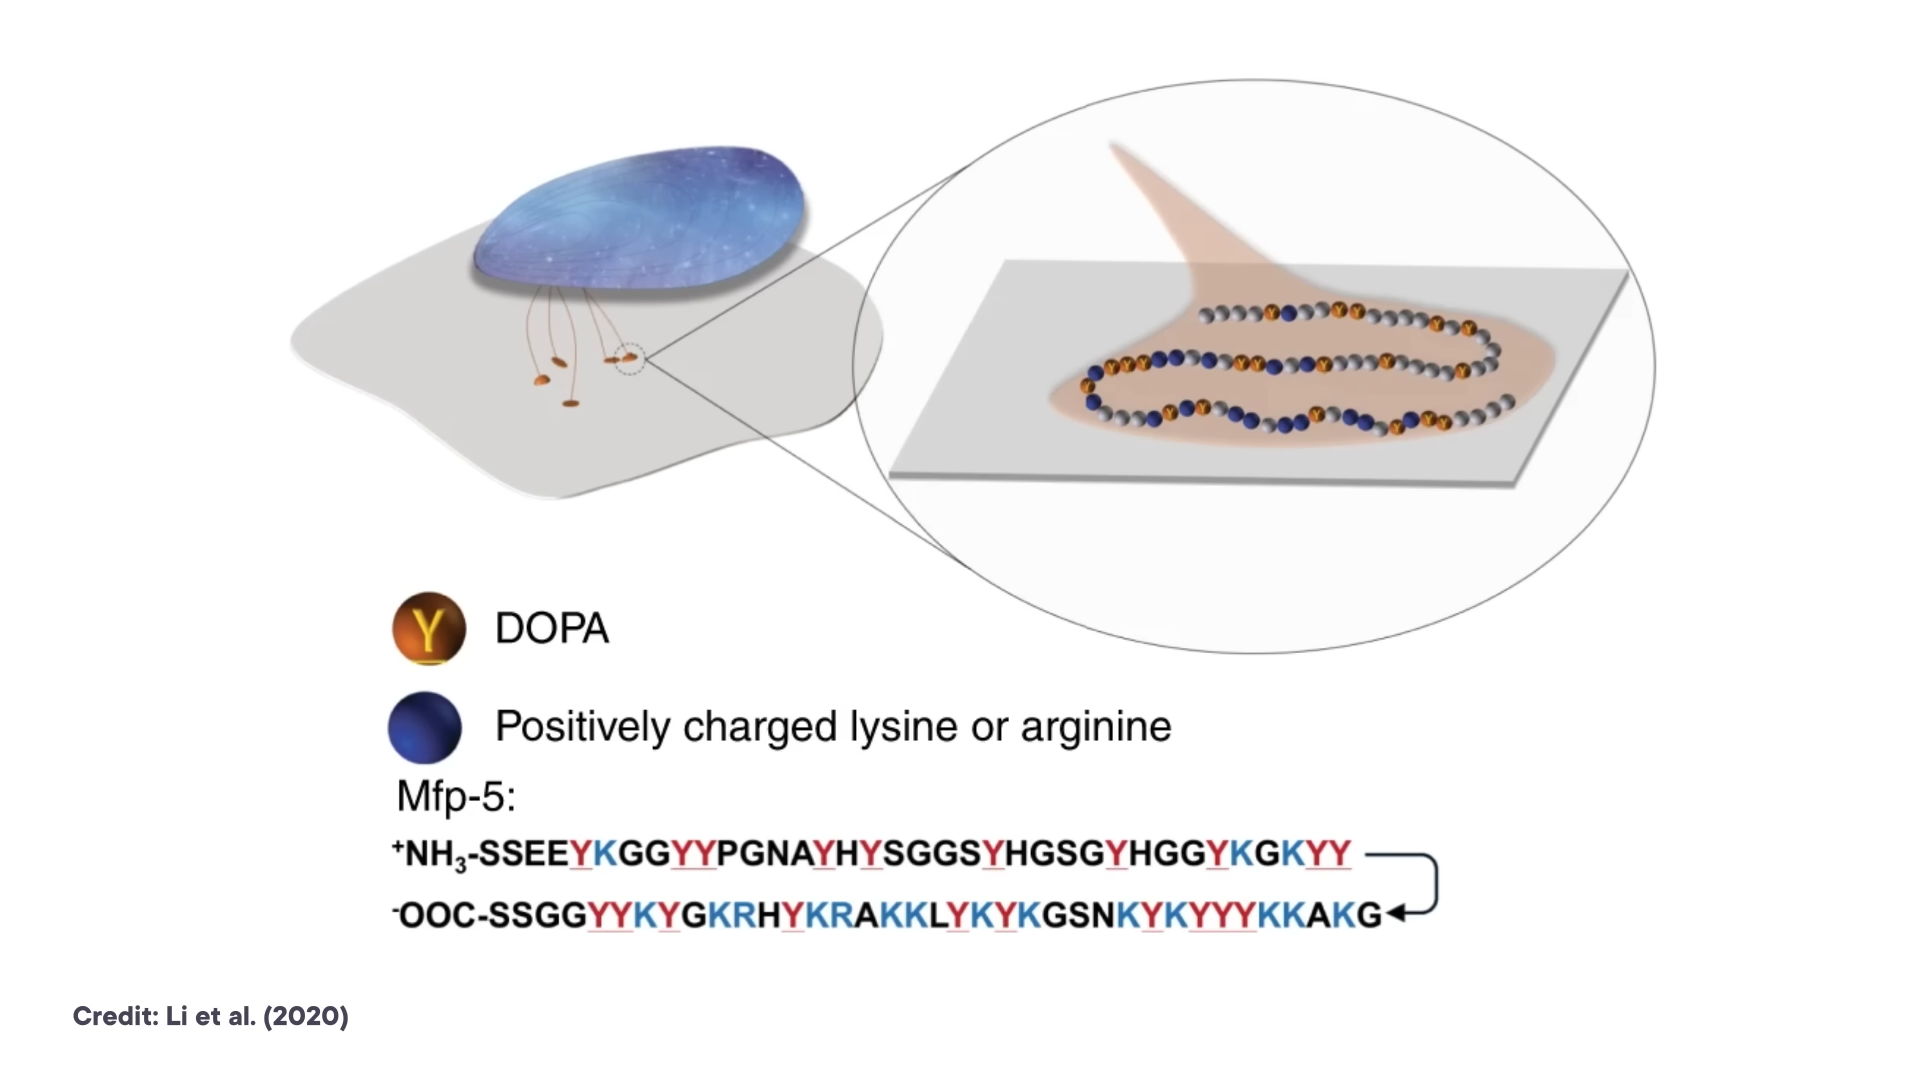 Y DOPA
Positively charged lysine or arginine
Mfp-5:
⁺NH₃-SSEEYKGGYYPGNAYHYSGGSYHGSGYHGGYKGKYY
⁻OOC-SSGGYYKYGKRHYKRAKKLYKYKGSNKYKYYYKKAKG
Credit: Li et al. (2020)